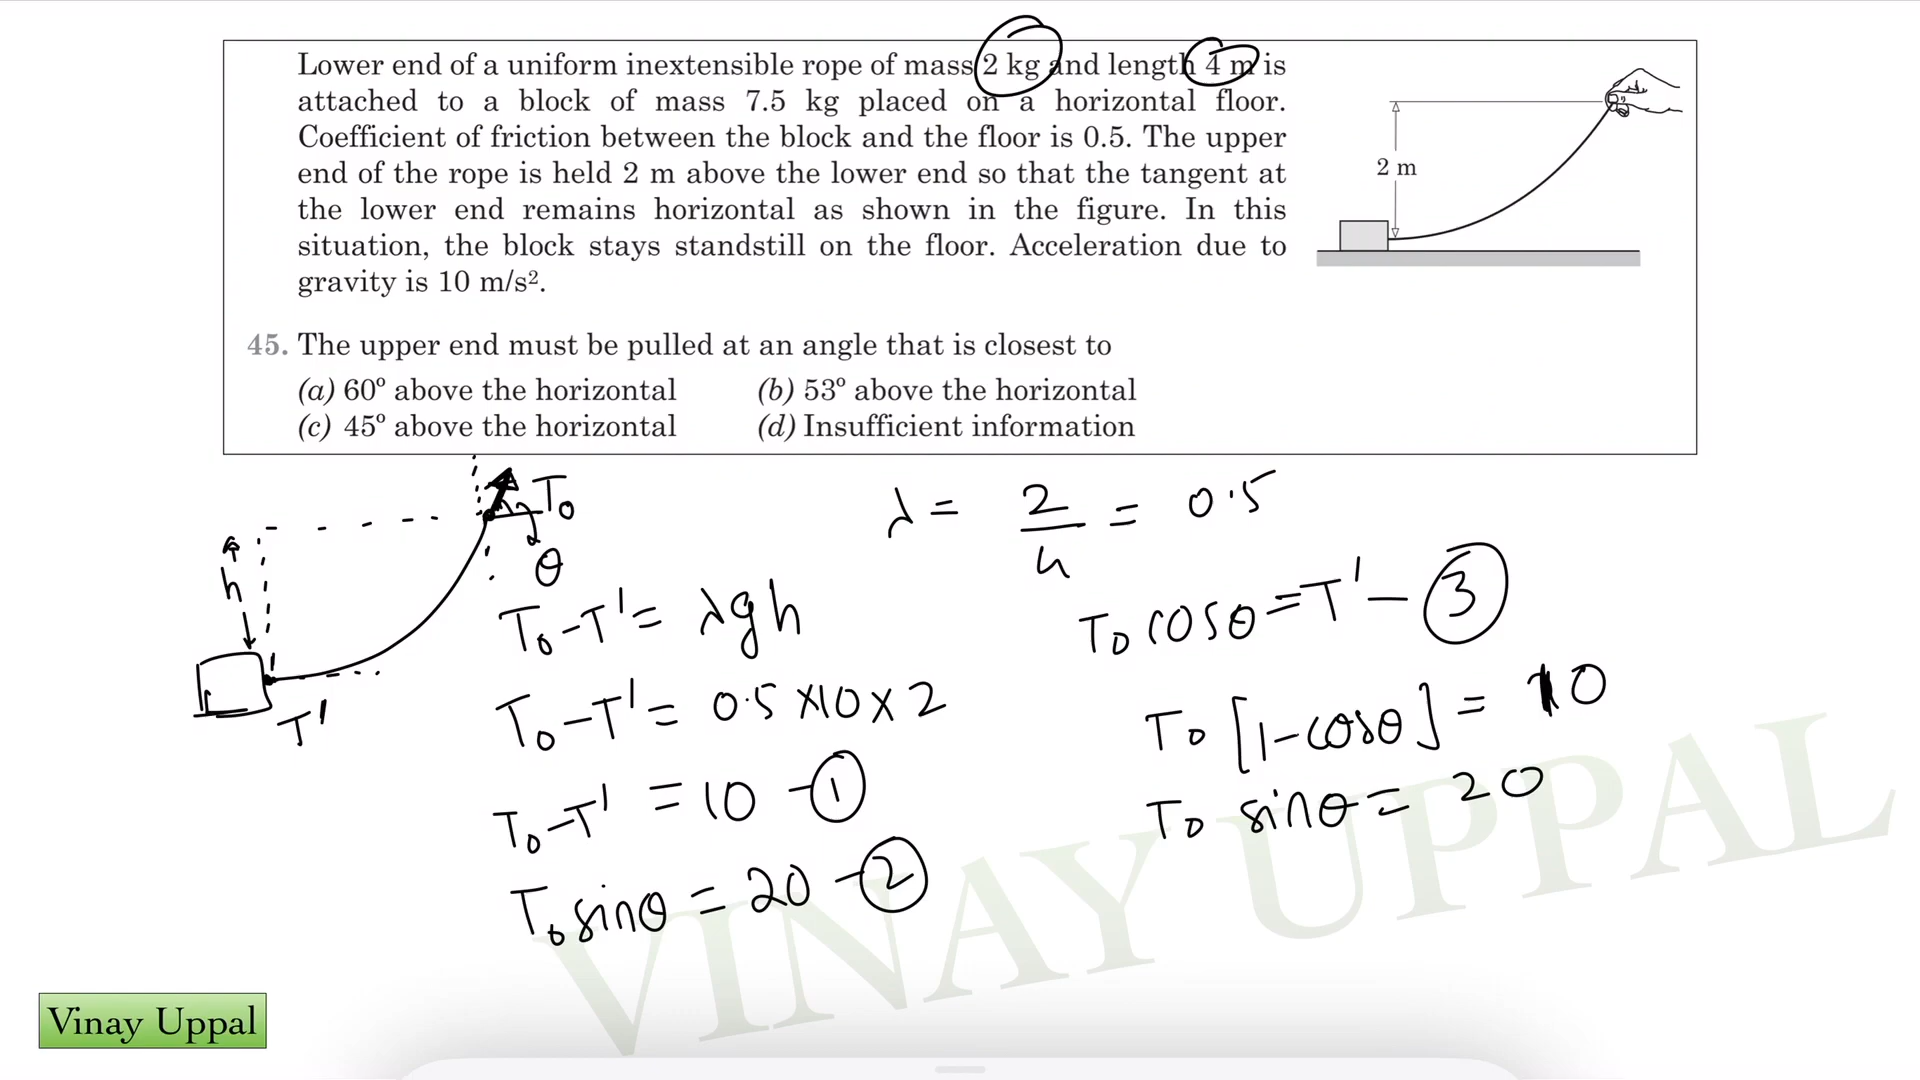 Lower end of a uniform inextensible rope of mass 2 kg and length 4 m is
attached to a block of mass 7.5 kg placed on a horizontal floor.
Coefficient of friction between the block and the floor is 0.5. The upper
end of the rope is held 2 m above the lower end so that the tangent at
the lower end remains horizontal as shown in the figure. In this
situation, the block stays standstill on the floor. Acceleration due to
gravity is 10 m/s².
2 m
45. The upper end must be pulled at an angle that is closest to
(a) 60º above the horizontal (b) 53º above the horizontal
(c) 45º above the horizontal (d) Insufficient information
T₀
θ
h
T'
T₀-T' = λgh
T₀-T' = 0.5×10×2
T₀-T' = 10 -①
T₀sinθ = 20 -②
λ = 2/4 = 0.5
T₀cosθ = T' - ③
T₀[1-cosθ] = 10
T₀ sinθ = 20
VINAY UPPAL
Vinay Uppal